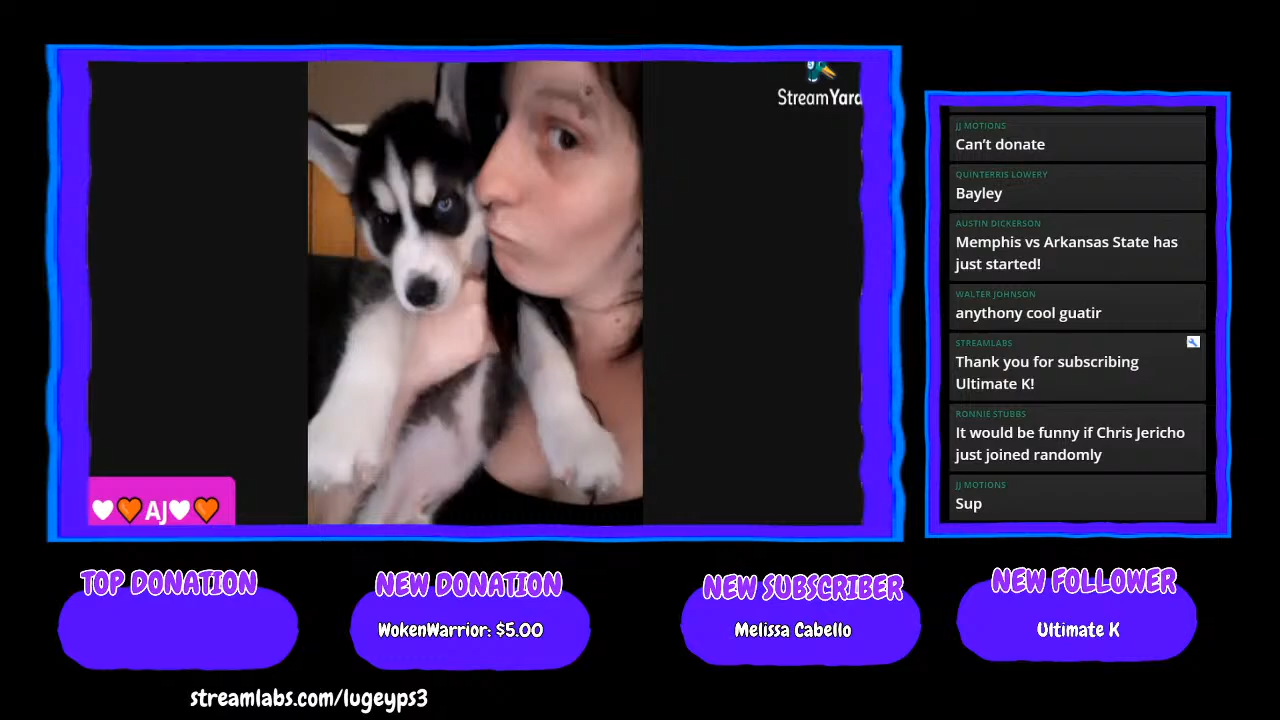 StreamYard
🤍🧡AJ🤍🧡
JJ MOTIONS
Can't donate
QUINTERRIS LOWERY
Bayley
AUSTIN DICKERSON
Memphis vs Arkansas State has
just started!
WALTER JOHNSON
anythony cool guatir
STREAMLABS
Thank you for subscribing
Ultimate K!
RONNIE STUBBS
It would be funny if Chris Jericho
just joined randomly
JJ MOTIONS
Sup
TOP DONATION
NEW DONATION
WokenWarrior: $5.00
NEW SUBSCRIBER
Melissa Cabello
NEW FOLLOWER
Ultimate K
streamlabs.com/lugeyps3